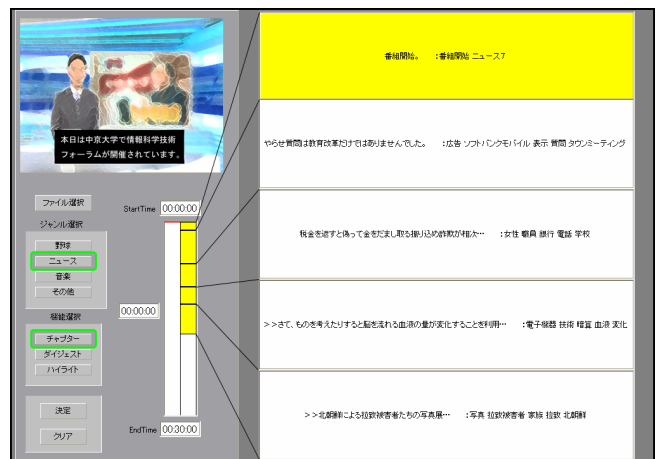 本日は中京大学で情報科学技術
フォーラムが開催されています。
ファイル選択
ジャンル選択
野球
ニュース
音楽
その他
機能選択
チャプター
ダイジェスト
ハイライト
決定
クリア
StartTime 00:00:00
00:00:00
EndTime 00:30:00
番組開始。 :番組開始 ニュース7
やらせ質問は教育改革だけではありませんでした。 :広告 ソフトバンクモバイル 表示 質問 タウンミーティング
税金を返すと偽って金をだまし取る振り込め詐欺が相次… :女性 職員 銀行 電話 学校
>>さて、ものを考えたりすると脳を流れる血液の量が変化することを利用… :電子機器 技術 暗算 血液 変化
>>北朝鮮による拉致被害者たちの写真展… :写真 拉致被害者 家族 拉致 北朝鮮